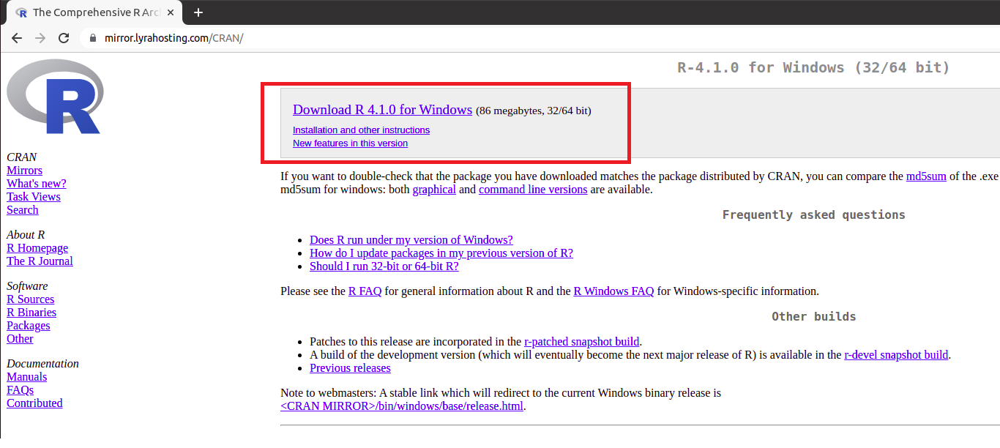 The Comprehensive R Arc
mirror.lyrahosting.com/CRAN/
R
CRAN
Mirrors
What's new?
Task Views
Search
About R
R Homepage
The R Journal
Software
R Sources
R Binaries
Packages
Other
Documentation
Manuals
FAQs
Contributed
R-4.1.0 for Windows (32/64 bit)
Download R 4.1.0 for Windows (86 megabytes, 32/64 bit)
Installation and other instructions
New features in this version
If you want to double-check that the package you have downloaded matches the package distributed by CRAN, you can compare the md5sum of the .exe
md5sum for windows: both graphical and command line versions are available.
Frequently asked questions
Does R run under my version of Windows?
How do I update packages in my previous version of R?
Should I run 32-bit or 64-bit R?
Please see the R FAQ for general information about R and the R Windows FAQ for Windows-specific information.
Other builds
Patches to this release are incorporated in the r-patched snapshot build.
A build of the development version (which will eventually become the next major release of R) is available in the r-devel snapshot build.
Previous releases
Note to webmasters: A stable link which will redirect to the current Windows binary release is
<CRAN MIRROR>/bin/windows/base/release.html.